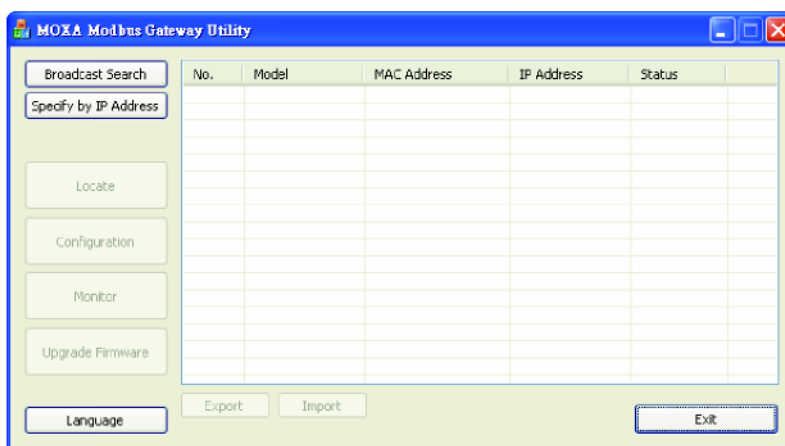 MOXA Modbus Gateway Utility
Broadcast Search
Specify by IP Address
No. Model MAC Address IP Address Status
Locate
Configuration
Monitor
Upgrade Firmware
Export Import
Language
Exit